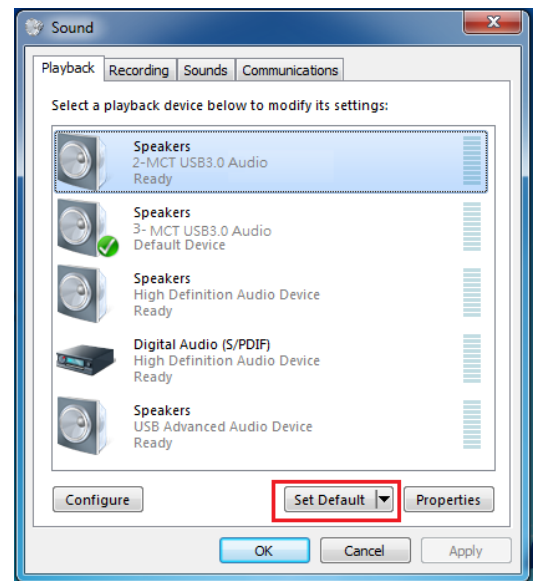 Sound
Playback Recording Sounds Communications
Select a playback device below to modify its settings:
Speakers
2-MCT USB3.0 Audio
Ready
Speakers
3- MCT USB3.0 Audio
Default Device
Speakers
High Definition Audio Device
Ready
Digital Audio (S/PDIF)
High Definition Audio Device
Ready
Speakers
USB Advanced Audio Device
Ready
Configure Set Default Properties
OK Cancel Apply